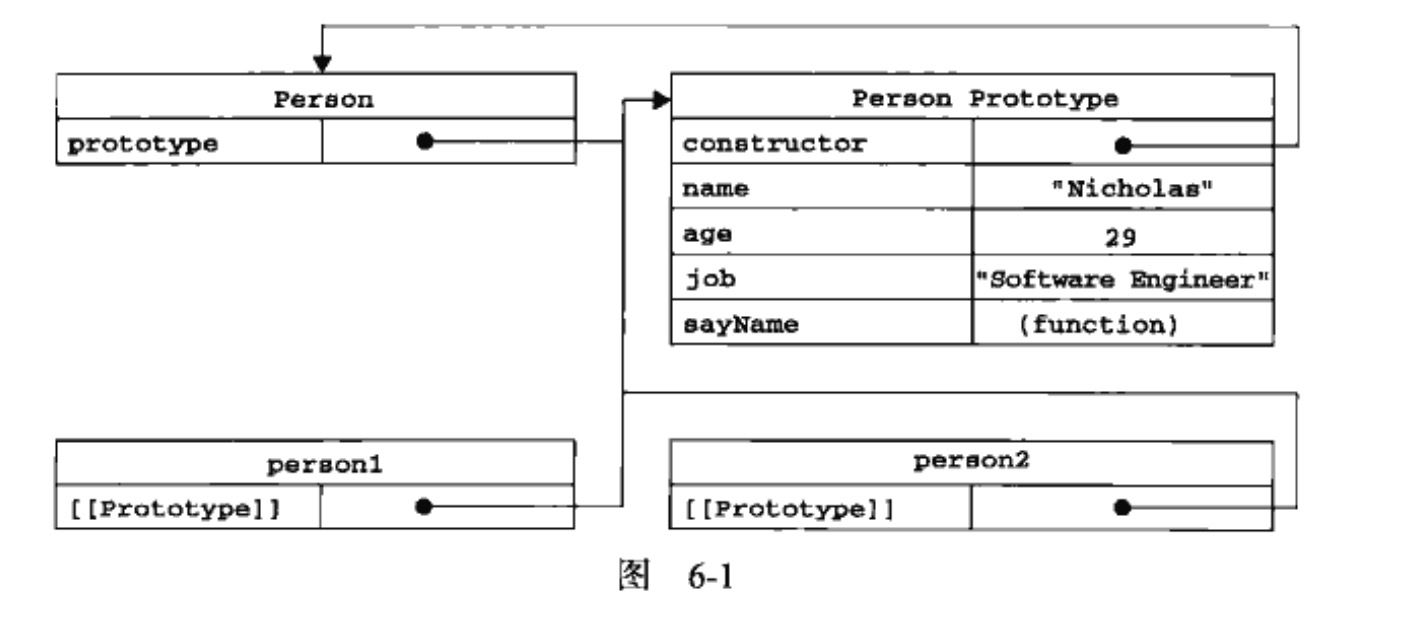 Person
prototype
Person Prototype
constructor
name "Nicholas"
age 29
job "Software Engineer"
sayName (function)
person1
[[Prototype]]
person2
[[Prototype]]
图 6-1